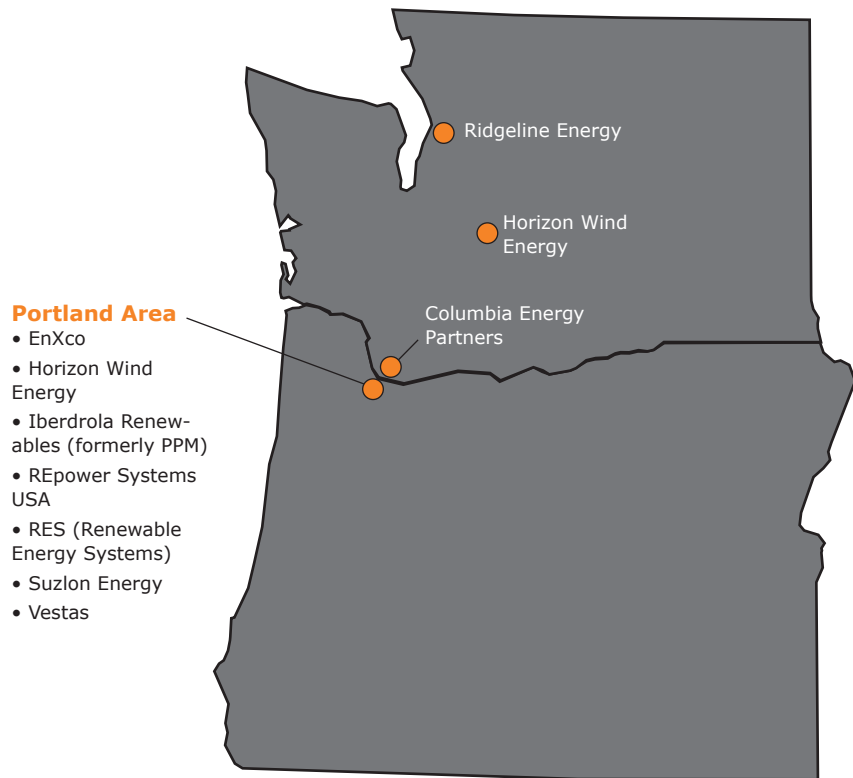 Ridgeline Energy
Horizon Wind
Energy
Columbia Energy
Partners
Portland Area
• EnXco
• Horizon Wind
Energy
• Iberdrola Renew-
ables (formerly PPM)
• REpower Systems
USA
• RES (Renewable
Energy Systems)
• Suzlon Energy
• Vestas